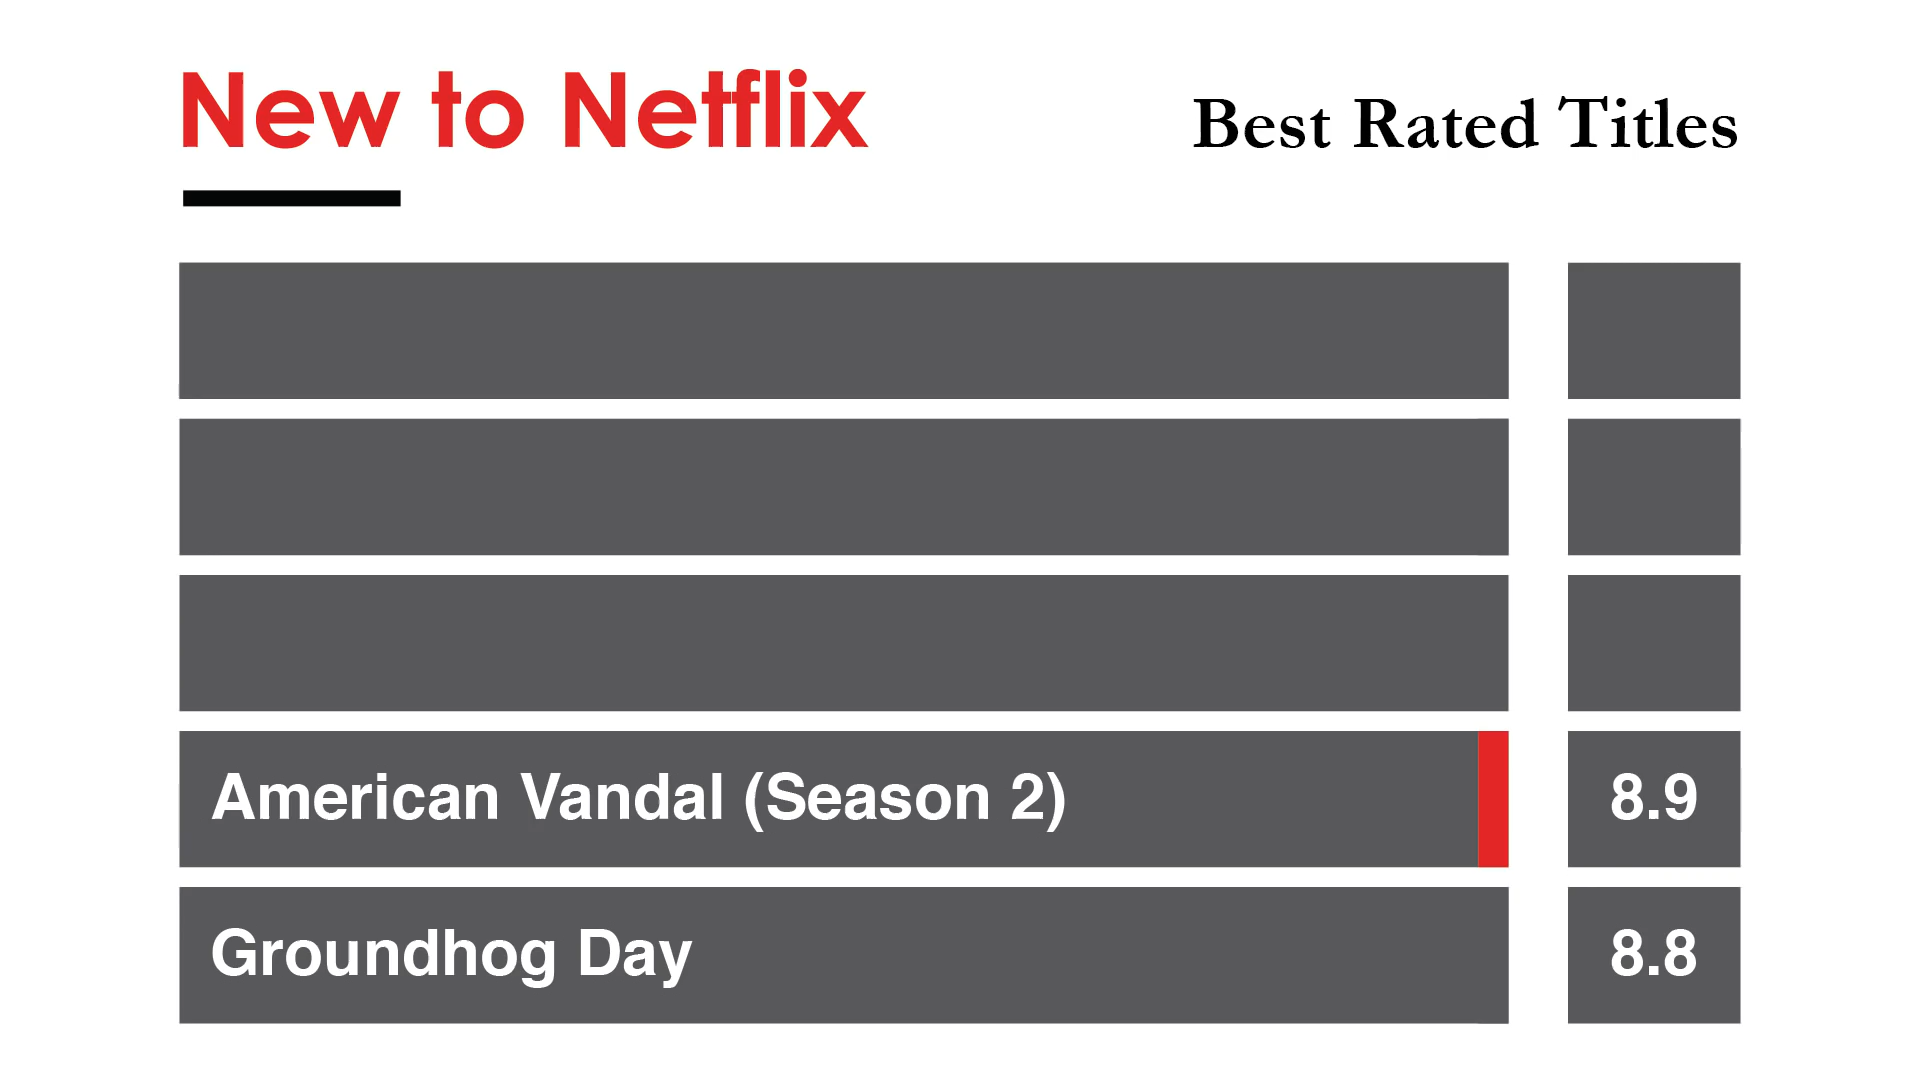 New to Netflix
Best Rated Titles
American Vandal (Season 2)
8.9
Groundhog Day
8.8